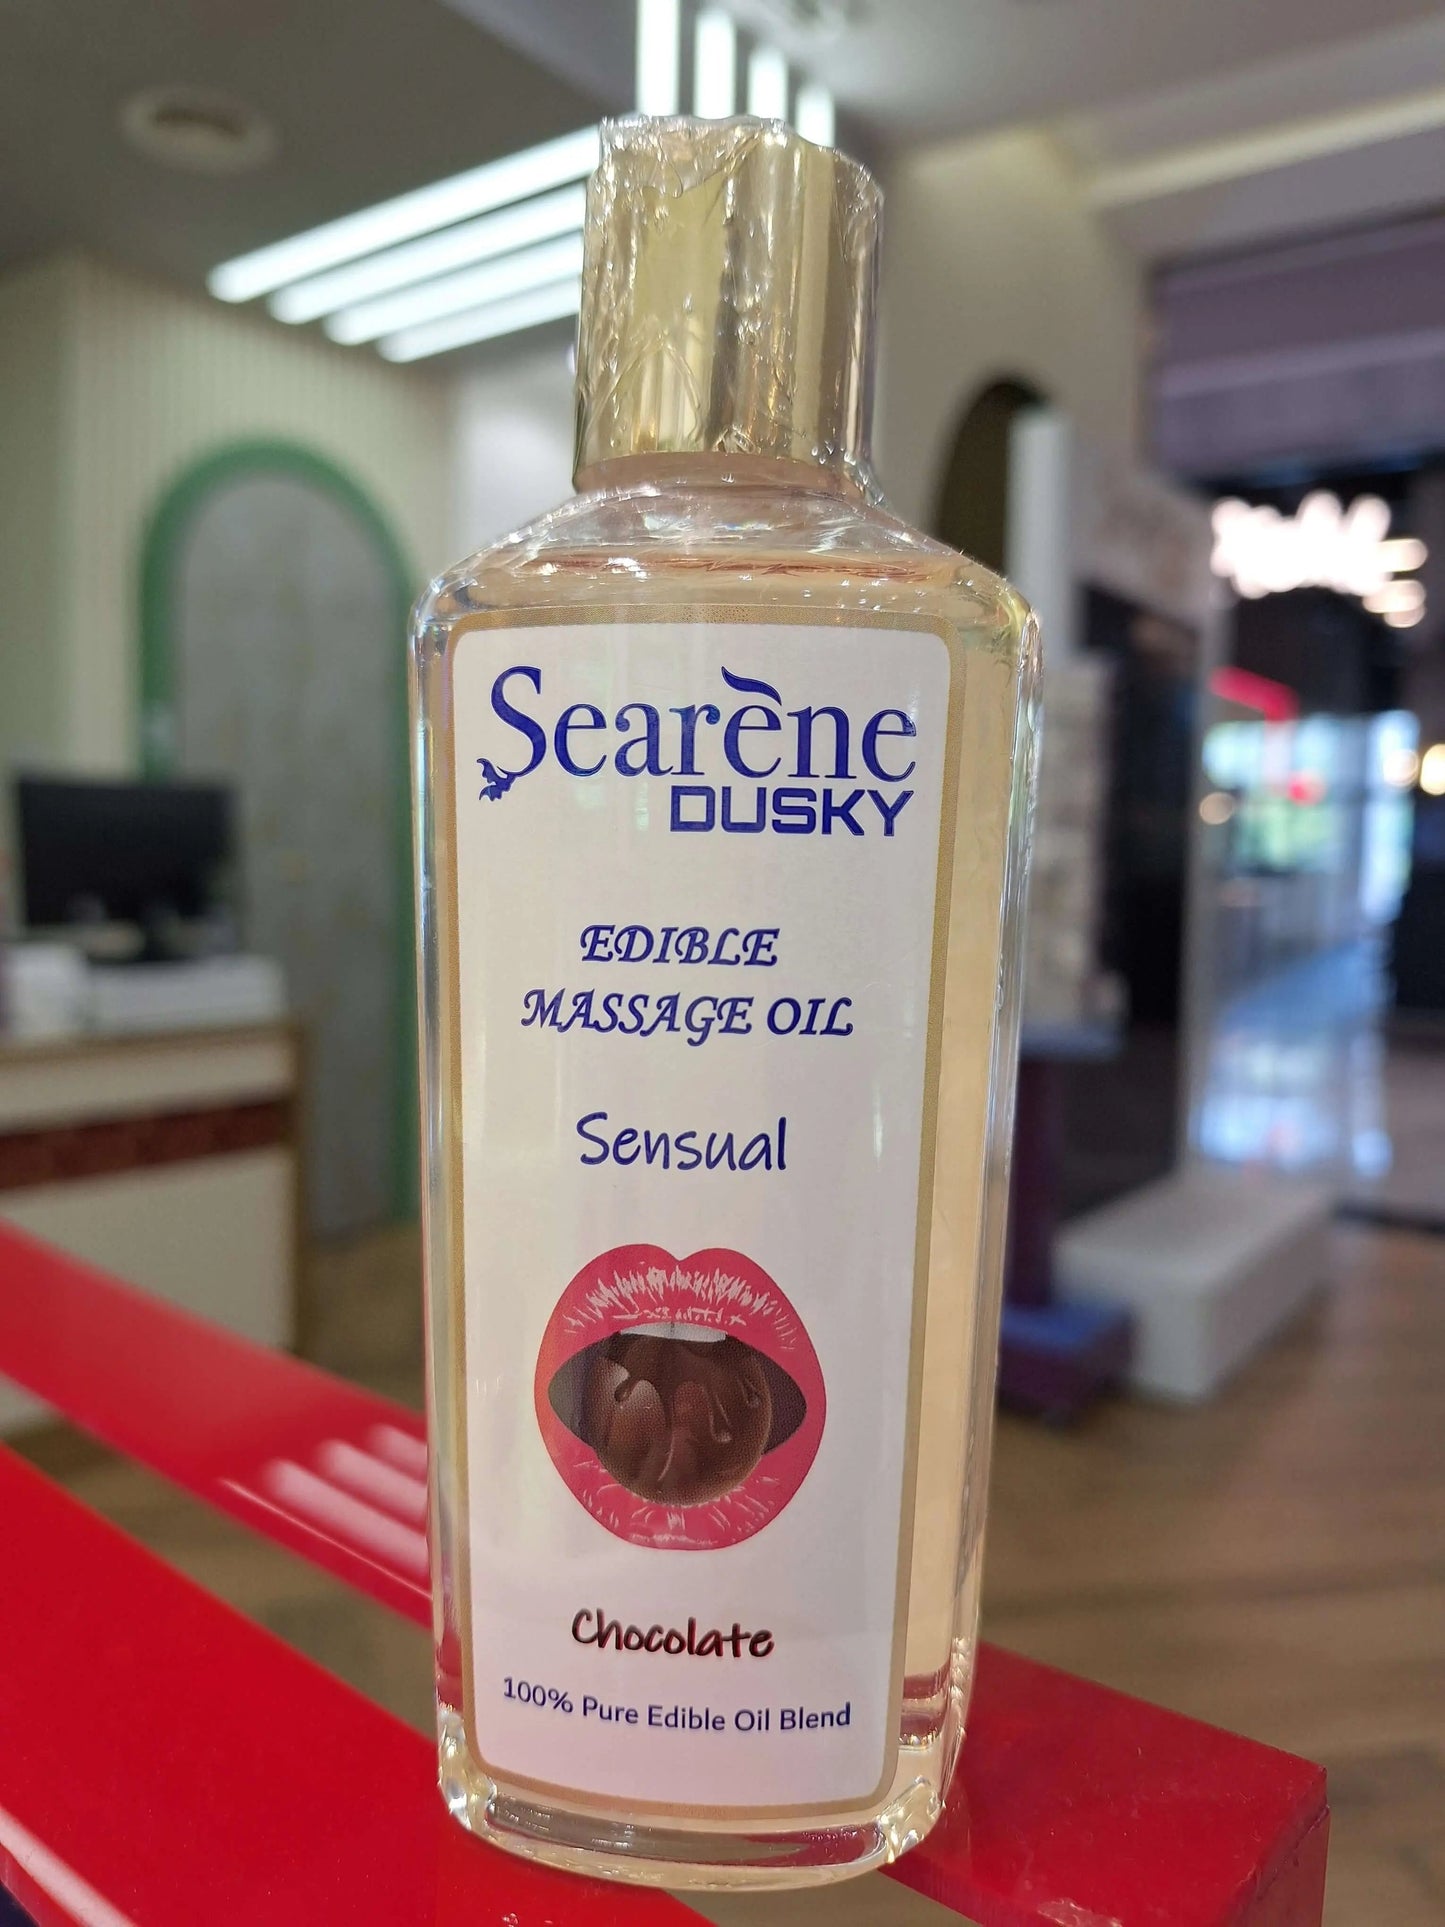 Searène
DUSKY
EDIBLE
MASSAGE OIL
Sensual
Chocolate
100% Pure Edible Oil Blend